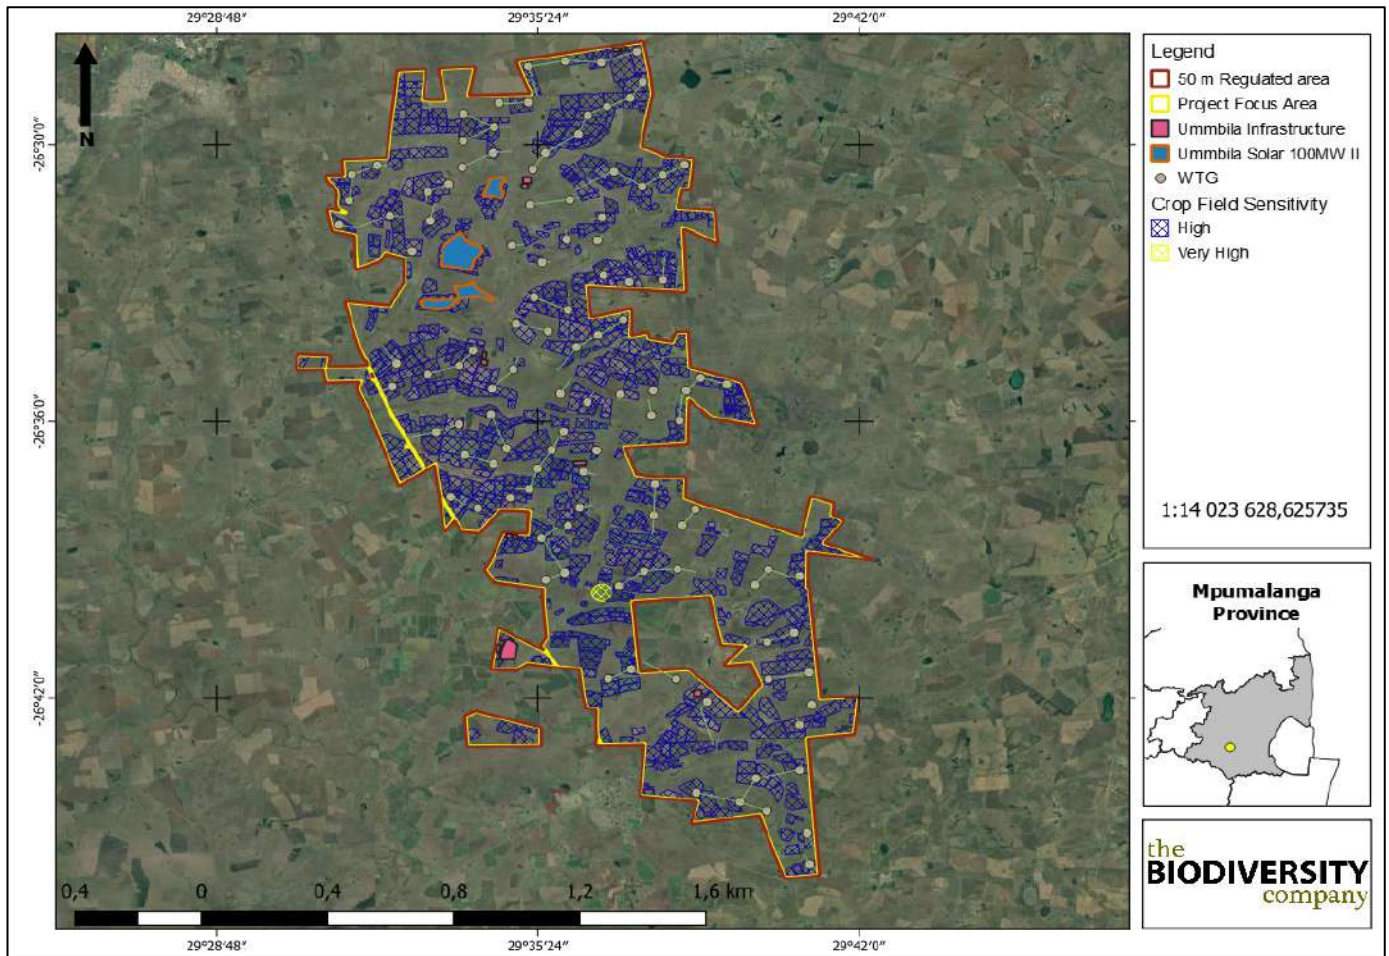 29°28'48" 29°35'24" 29°42'0"
-26°30'0"
-26°36'0"
-26°42'0"
N
0,4 0 0,4 0,8 1,2 1,6 km
29°28'48" 29°35'24" 29°42'0"
Legend
50 m Regulated area
Project Focus Area
Ummbila Infrastructure
Ummbila Solar 100MW II
WTG
Crop Field Sensitivity
High
Very High
1:14 023 628,625735
Mpumalanga
Province
the
BIODIVERSITY
company